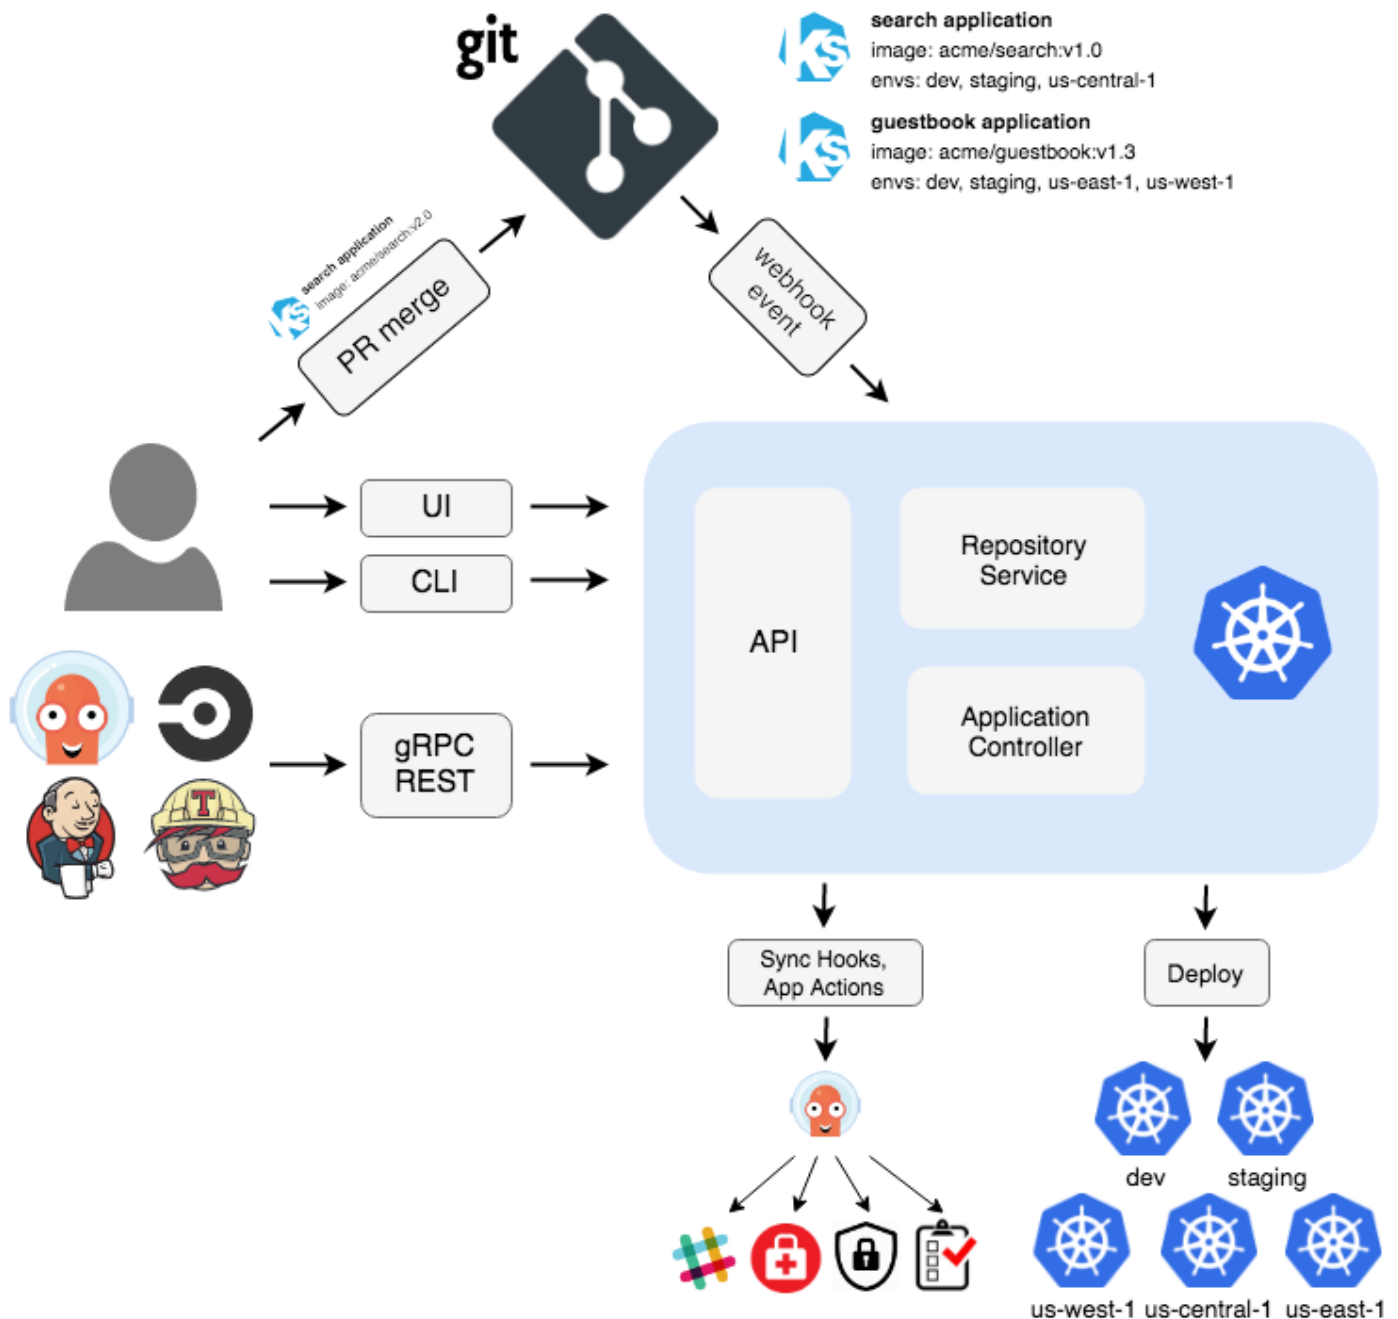 git
search application
image: acme/search:v1.0
envs: dev, staging, us-central-1
guestbook application
image: acme/guestbook:v1.3
envs: dev, staging, us-east-1, us-west-1
search application
image: acme/search:v2.0
PR merge
webhook
event
UI
CLI
gRPC
REST
API
Repository
Service
Application
Controller
Sync Hooks,
App Actions
Deploy
dev
staging
us-west-1
us-central-1
us-east-1
Ks
Ks
Ks
T